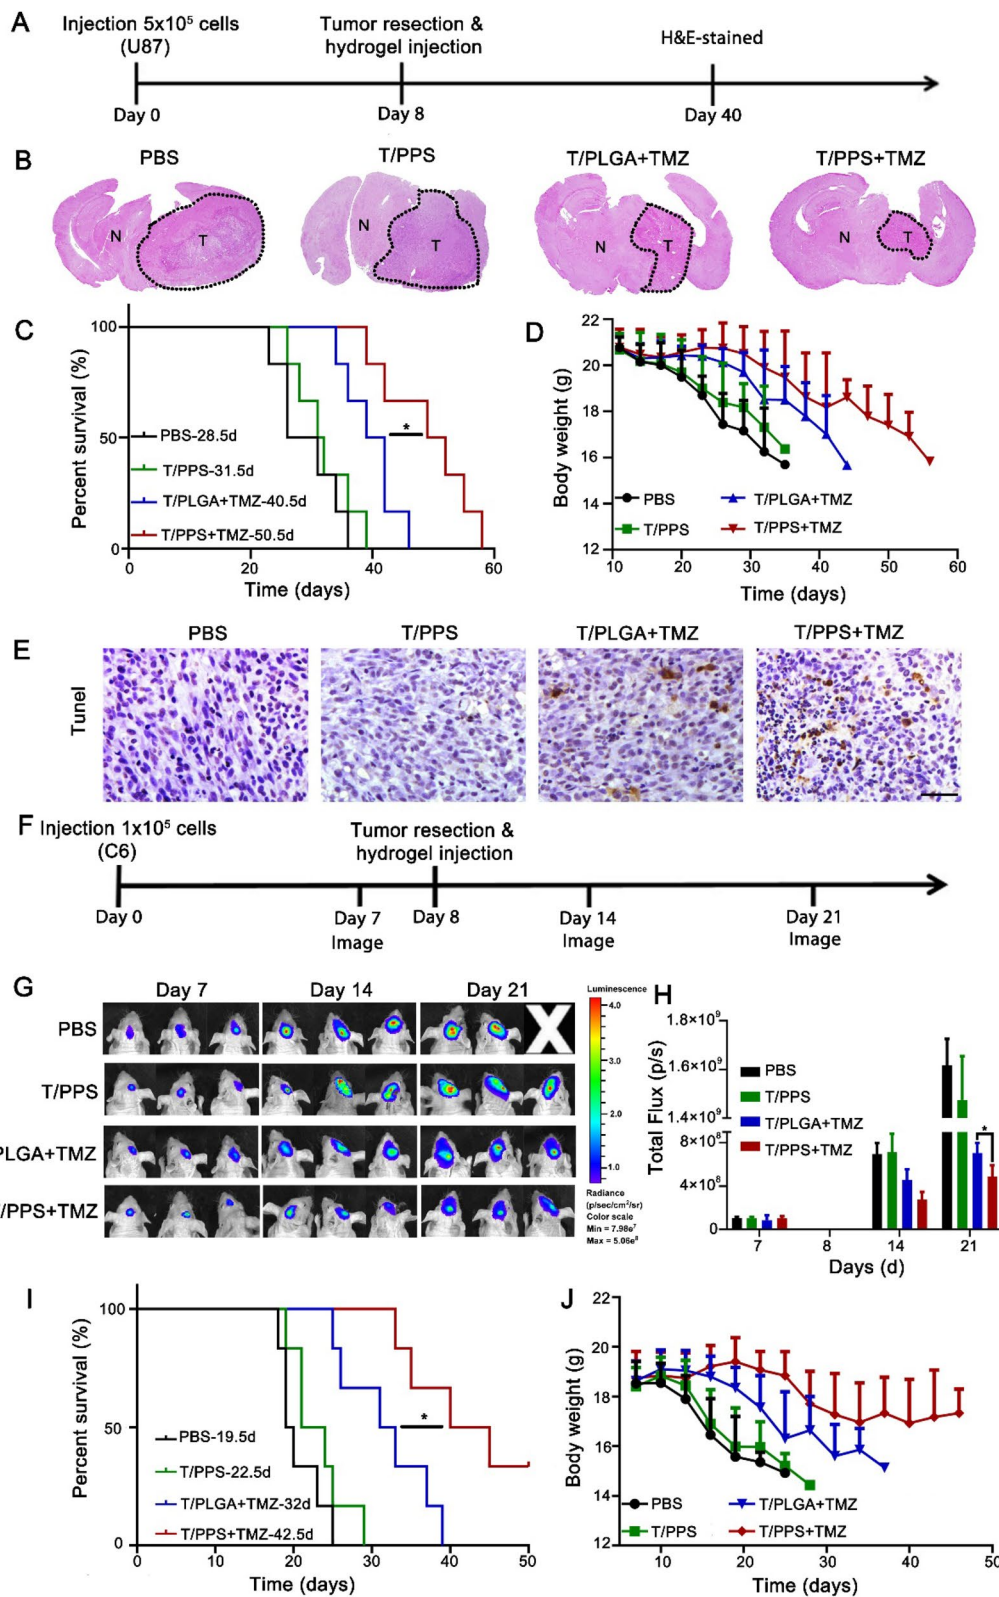 A
Injection 5x10⁵ cells
(U87)
Tumor resection &
hydrogel injection
H&E-stained
Day 0
Day 8
Day 40
B
PBS
T/PPS
T/PLGA+TMZ
T/PPS+TMZ
N
T
N
T
N
T
N
T
C
Percent survival (%)
100
50
0
PBS-28.5d
T/PPS-31.5d
T/PLGA+TMZ-40.5d
T/PPS+TMZ-50.5d
*
0
20
40
60
Time (days)
D
Body weight (g)
22
20
18
16
14
12
PBS
T/PPS
T/PLGA+TMZ
T/PPS+TMZ
10
20
30
40
50
60
Time (days)
E
PBS
T/PPS
T/PLGA+TMZ
T/PPS+TMZ
Tunel
F
Injection 1x10⁵ cells
(C6)
Tumor resection &
hydrogel injection
Day 0
Day 7
Image
Day 8
Day 14
Image
Day 21
Image
G
Day 7
Day 14
Day 21
PBS
T/PPS
PLGA+TMZ
/PPS+TMZ
X
Luminescence
4.0
3.0
2.0
1.0
Radiance
(p/sec/cm²/sr)
Color scale
Min = 7.98e⁷
Max = 5.06e⁸
H
Total Flux (p/s)
1.8×10⁹
1.6×10⁹
1.4×10⁹
8×10⁸
4×10⁸
0
PBS
T/PPS
T/PLGA+TMZ
T/PPS+TMZ
*
7
8
14
21
Days (d)
I
Percent survival (%)
100
50
0
PBS-19.5d
T/PPS-22.5d
T/PLGA+TMZ-32d
T/PPS+TMZ-42.5d
*
0
10
20
30
40
50
Time (days)
J
Body weight (g)
22
20
18
16
14
12
PBS
T/PPS
T/PLGA+TMZ
T/PPS+TMZ
10
20
30
40
50
Time (days)